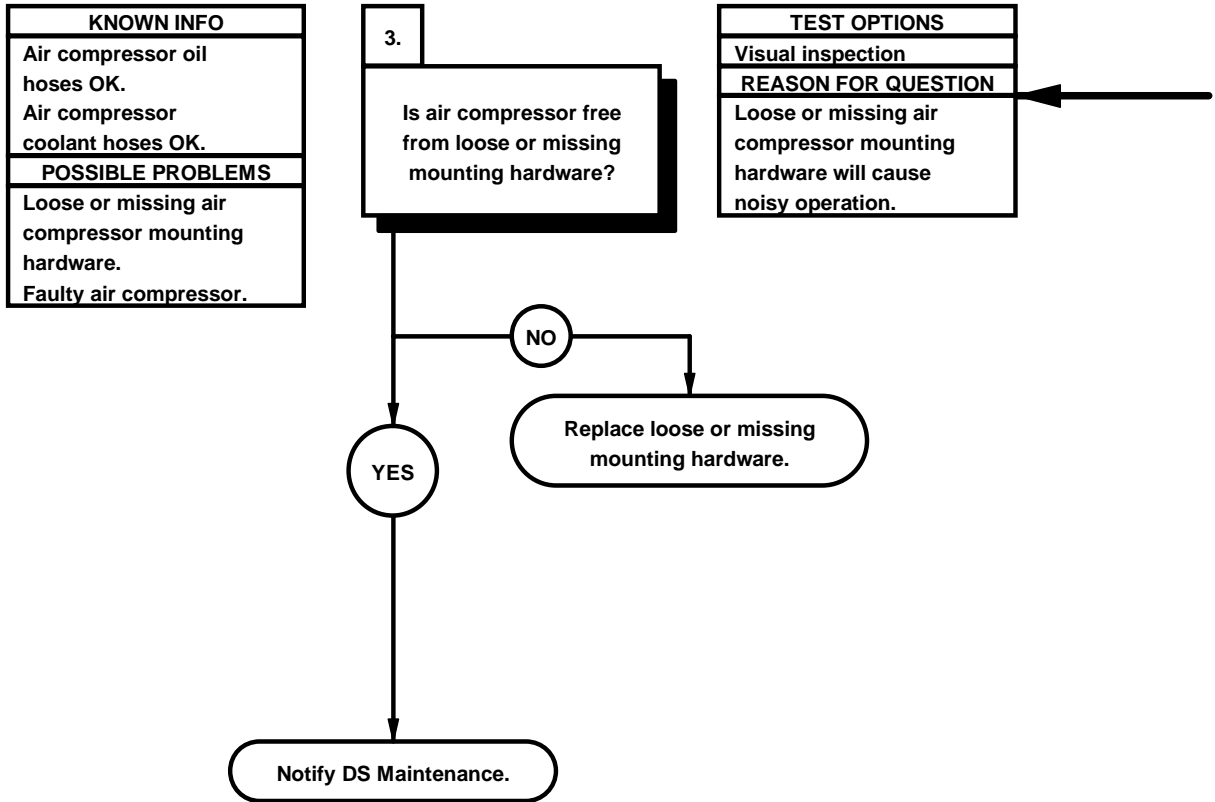 KNOWN INFO
Air compressor oil
hoses OK.
Air compressor
coolant hoses OK.
POSSIBLE PROBLEMS
Loose or missing air
compressor mounting
hardware.
Faulty air compressor.
3.
Is air compressor free
from loose or missing
mounting hardware?
TEST OPTIONS
Visual inspection
REASON FOR QUESTION
Loose or missing air
compressor mounting
hardware will cause
noisy operation.
NO
Replace loose or missing
mounting hardware.
YES
Notify DS Maintenance.